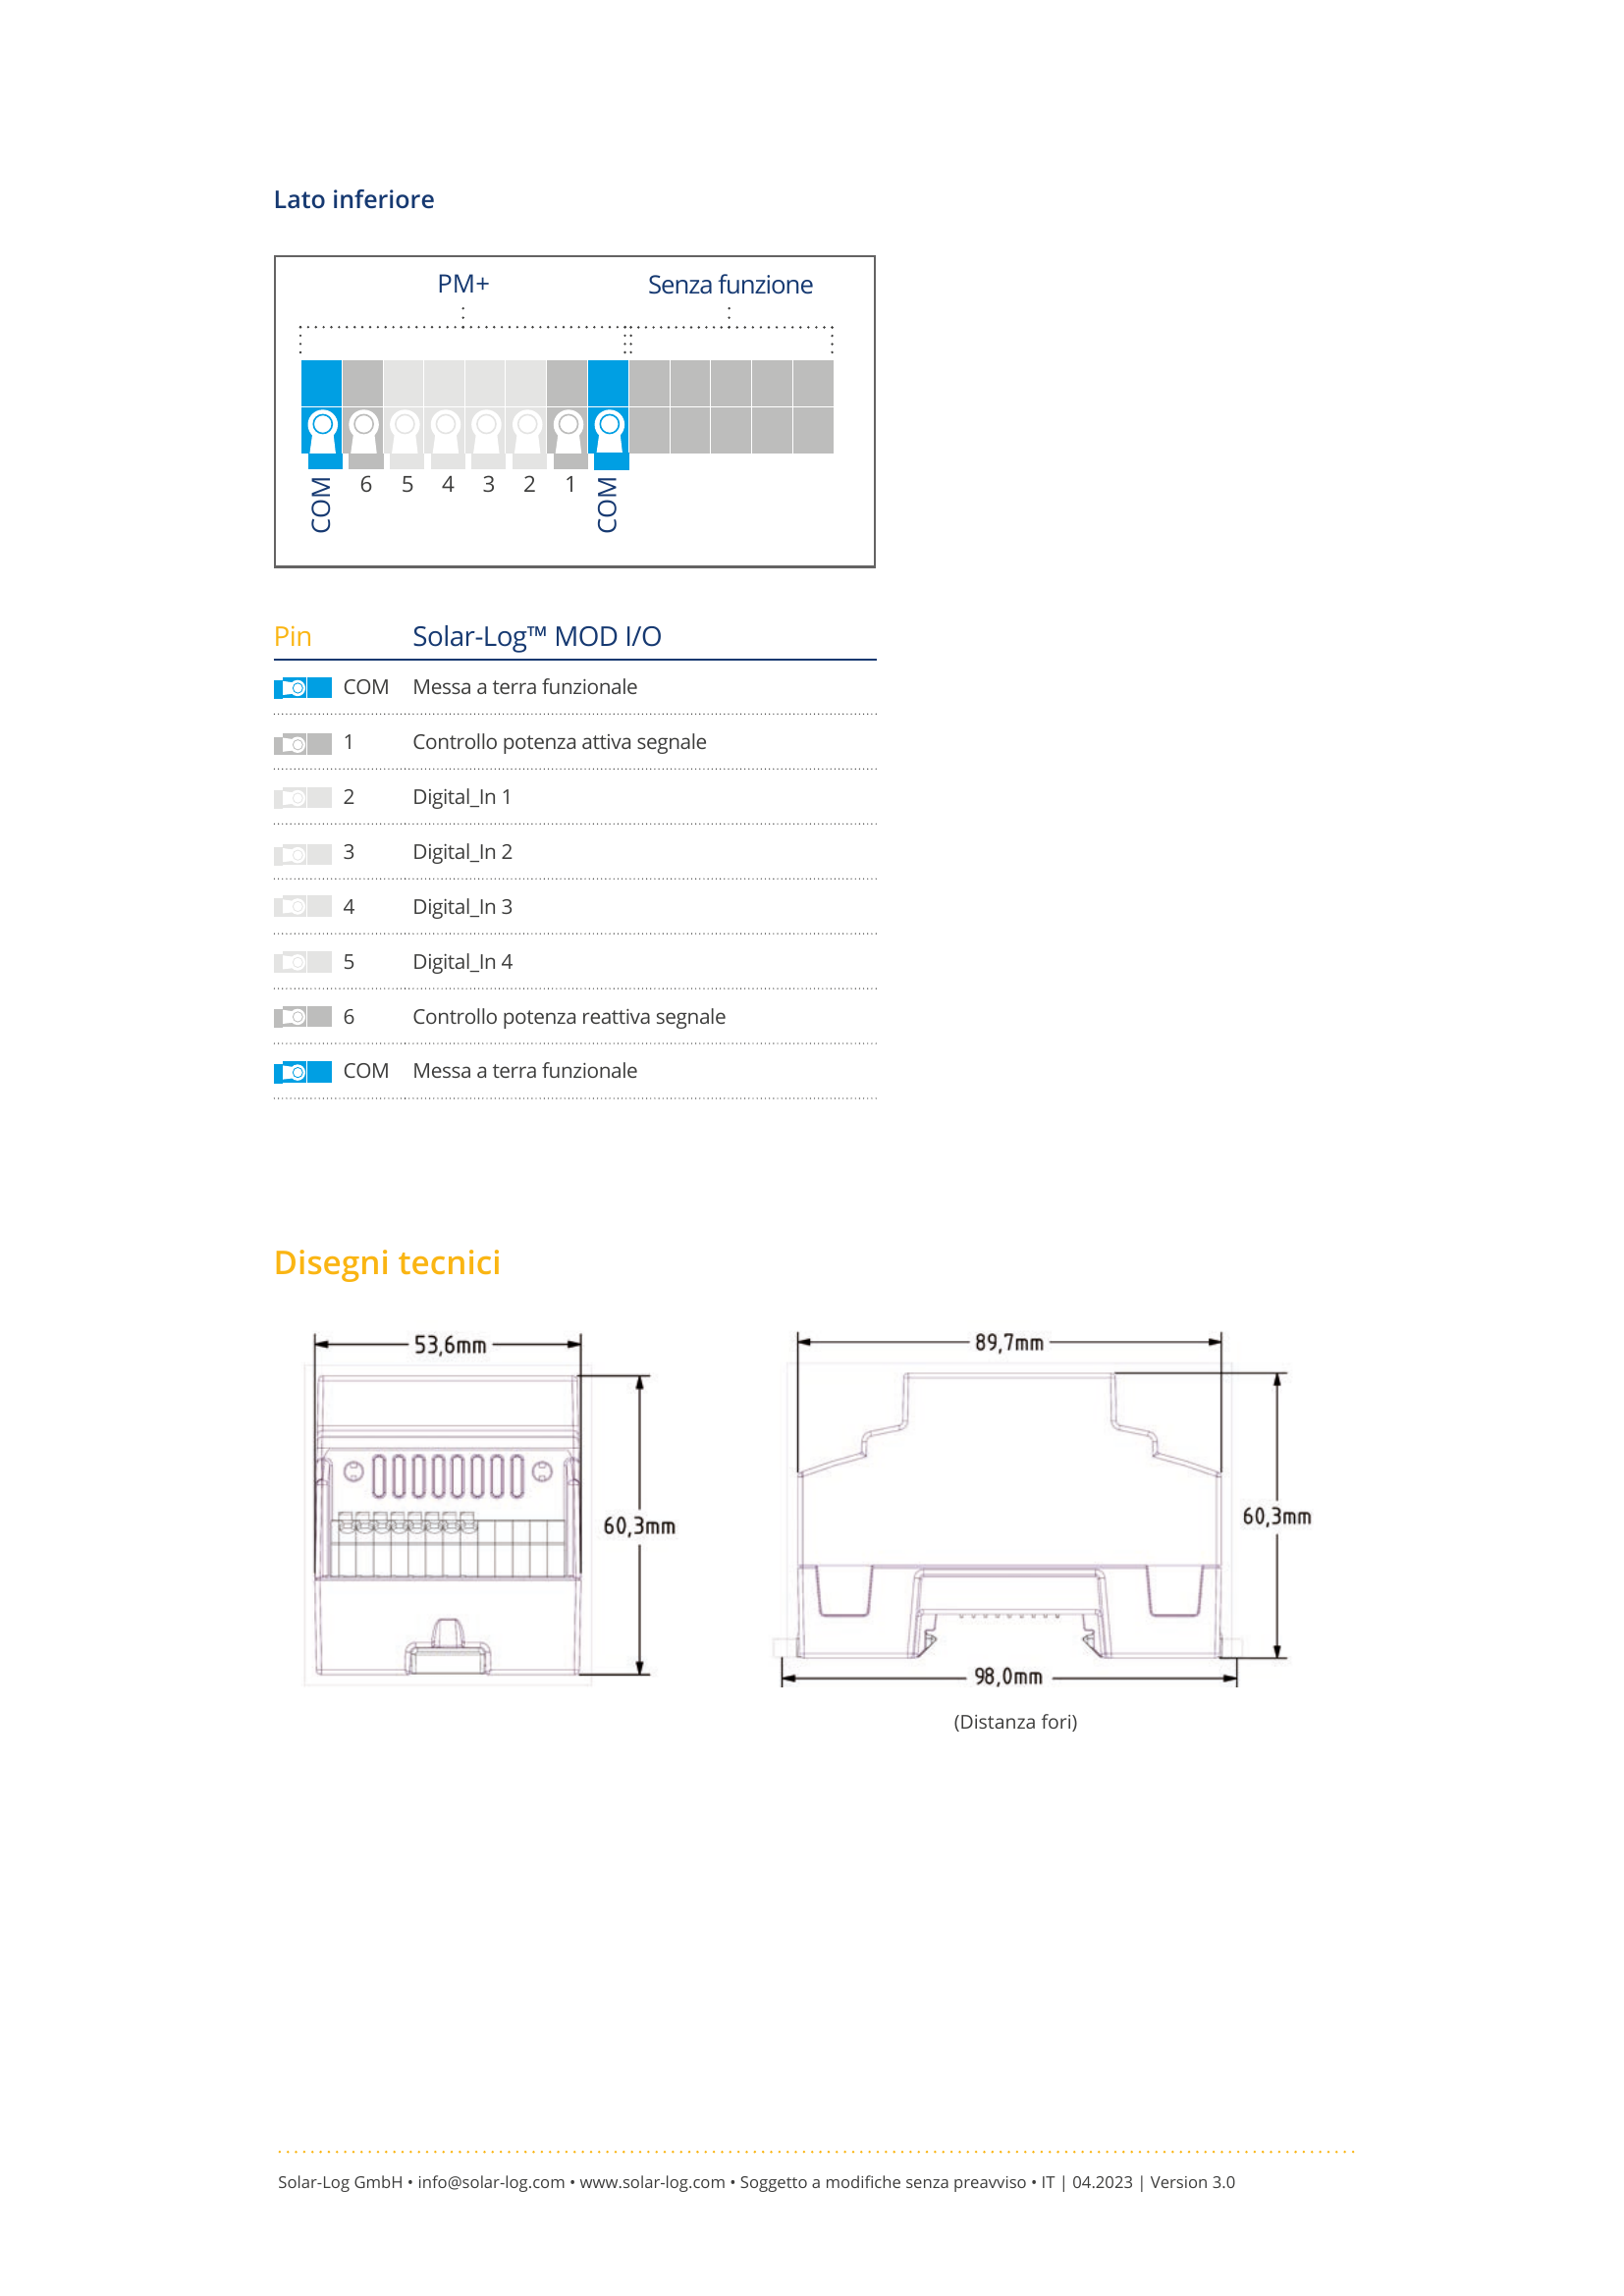 Lato inferiore
PM+ Senza funzione
COM 6 5 4 3 2 1 COM
Pin Solar-Log™ MOD I/O
COM Messa a terra funzionale
1 Controllo potenza attiva segnale
2 Digital_In 1
3 Digital_In 2
4 Digital_In 3
5 Digital_In 4
6 Controllo potenza reattiva segnale
COM Messa a terra funzionale
Disegni tecnici
53,6mm
60,3mm
89,7mm
60,3mm
98,0mm
(Distanza fori)
Solar-Log GmbH • info@solar-log.com • www.solar-log.com • Soggetto a modifiche senza preavviso • IT | 04.2023 | Version 3.0